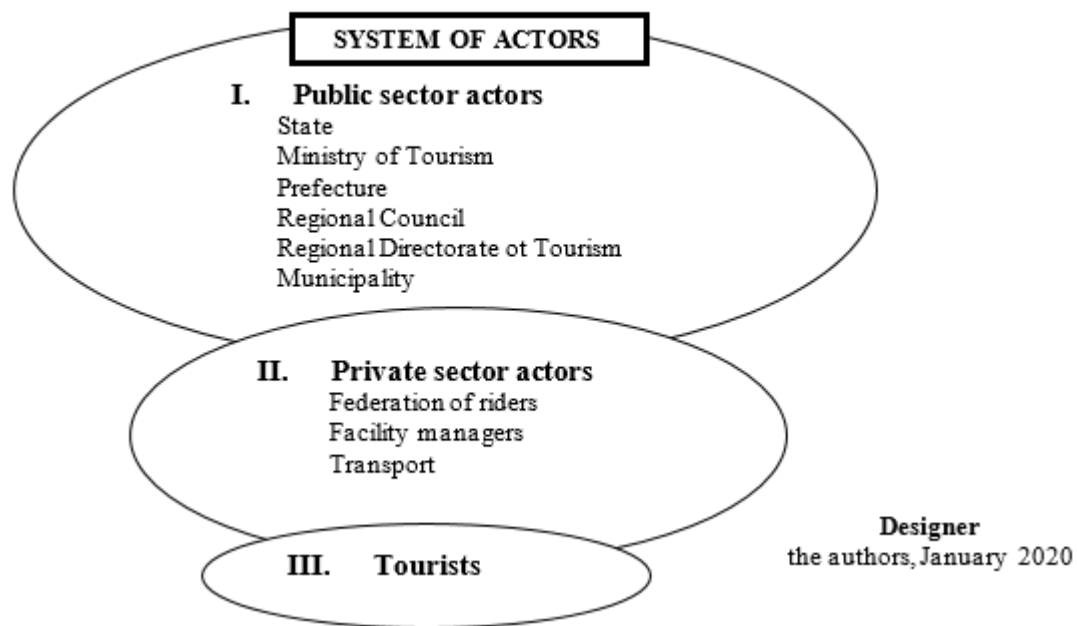 SYSTEM OF ACTORS
I. Public sector actors
State
Ministry of Tourism
Prefecture
Regional Council
Regional Directorate ot Tourism
Municipality
II. Private sector actors
Federation of riders
Facility managers
Transport
III. Tourists
Designer
the authors, January 2020